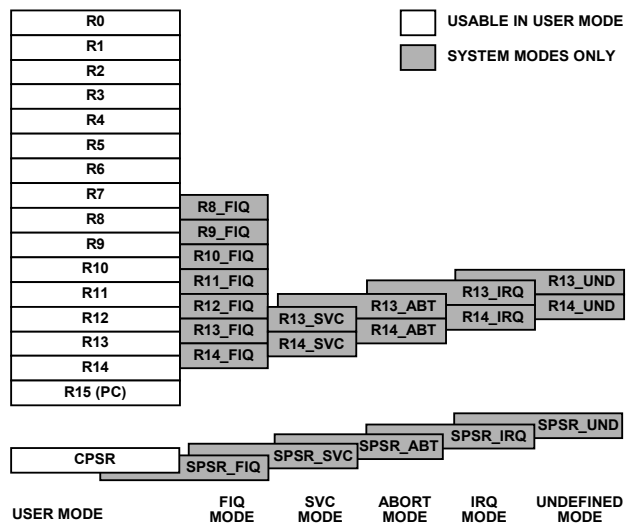 R0
R1
R2
R3
R4
R5
R6
R7
R8
R9
R10
R11
R12
R13
R14
R15 (PC)
R8_FIQ
R9_FIQ
R10_FIQ
R11_FIQ
R12_FIQ
R13_FIQ
R14_FIQ
R13_SVC
R14_SVC
R13_ABT
R14_ABT
R13_IRQ
R14_IRQ
R13_UND
R14_UND
USABLE IN USER MODE
SYSTEM MODES ONLY
CPSR
SPSR_FIQ
SPSR_SVC
SPSR_ABT
SPSR_IRQ
SPSR_UND
USER MODE
FIQ
MODE
SVC
MODE
ABORT
MODE
IRQ
MODE
UNDEFINED
MODE